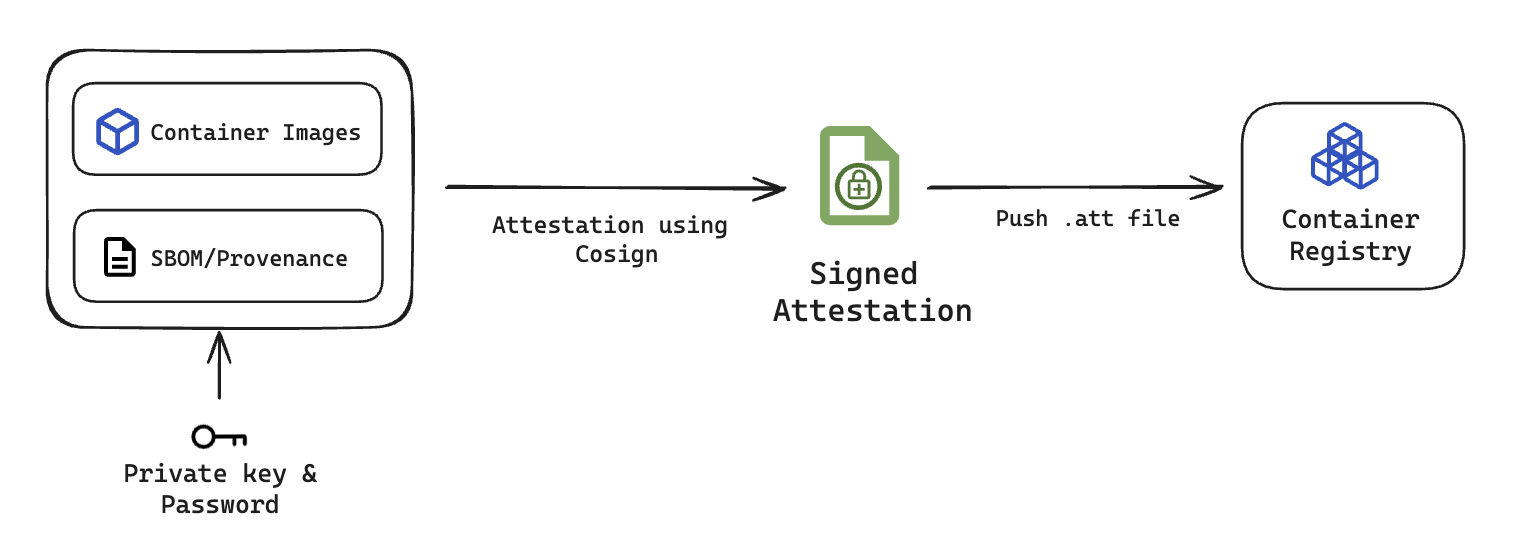 Container Images
SBOM/Provenance
Private key &
Password
Attestation using
Cosign
Signed
Attestation
Push .att file
Container
Registry